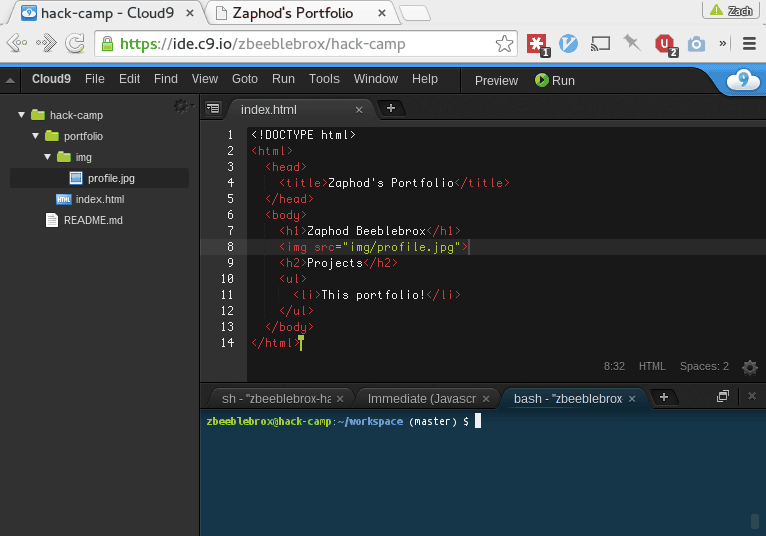 hack-camp - Cloud9
Zaphod's Portfolio
Zach
https://ide.c9.io/zbeeblebrox/hack-camp
1
2
Cloud9 File Edit Find View Goto Run Tools Window Help Preview Run
hack-camp
portfolio
img
profile.jpg
index.html
README.md
index.html
1 <!DOCTYPE html>
2 <html>
3 <head>
4 <title>Zaphod's Portfolio</title>
5 </head>
6 <body>
7 <h1>Zaphod Beeblebrox</h1>
8 <img src="img/profile.jpg">
9 <h2>Projects</h2>
10 <ul>
11 <li>This portfolio!</li>
12 </ul>
13 </body>
14 </html>
8:32 HTML Spaces: 2
sh - "zbeeblebrox-ha
Immediate (Javascr
bash - "zbeeblebrox
zbeeblebrox@hack-camp:~/workspace (master) $